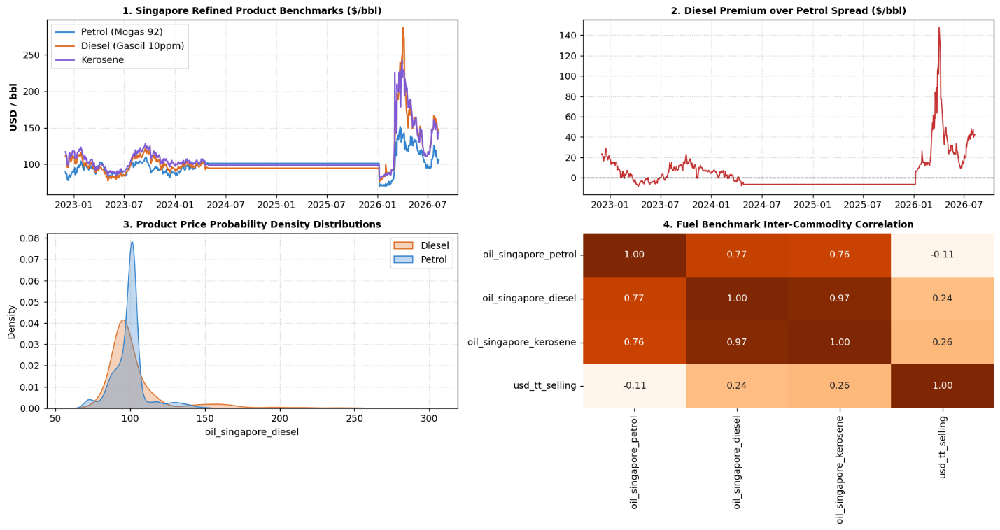 1. Singapore Refined Product Benchmarks ($/bbl)
USD / bbl
250
200
150
100
Petrol (Mogas 92)
Diesel (Gasoil 10ppm)
Kerosene
2023-01 2023-07 2024-01 2024-07 2025-01 2025-07 2026-01 2026-07
2. Diesel Premium over Petrol Spread ($/bbl)
140
120
100
80
60
40
20
0
2023-01 2023-07 2024-01 2024-07 2025-01 2025-07 2026-01 2026-07
3. Product Price Probability Density Distributions
Density
0.08
0.07
0.06
0.05
0.04
0.03
0.02
0.01
0.00
Diesel
Petrol
50 100 150 200 250 300
oil_singapore_diesel
4. Fuel Benchmark Inter-Commodity Correlation
oil_singapore_petrol 1.00 0.77 0.76 -0.11
oil_singapore_diesel 0.77 1.00 0.97 0.24
oil_singapore_kerosene 0.76 0.97 1.00 0.26
usd_tt_selling -0.11 0.24 0.26 1.00
oil_singapore_petrol
oil_singapore_diesel
oil_singapore_kerosene
usd_tt_selling